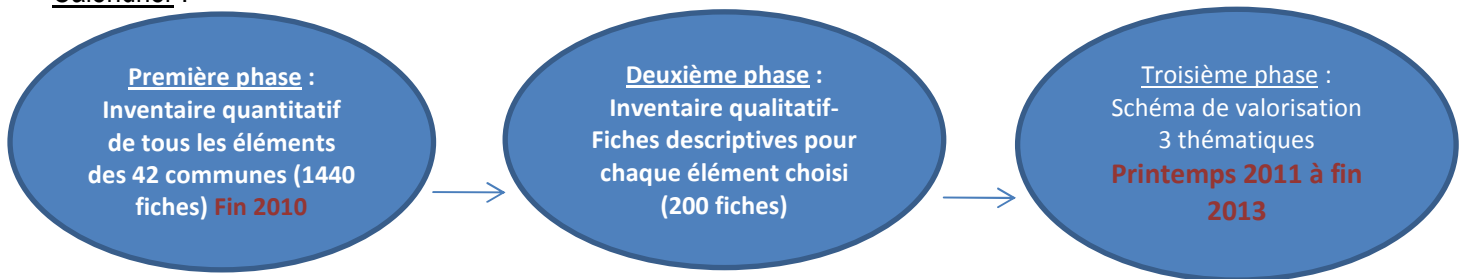 Première phase :
Inventaire quantitatif
de tous les éléments
des 42 communes (1440
fiches) Fin 2010
Deuxième phase :
Inventaire qualitatif-
Fiches descriptives pour
chaque élément choisi
(200 fiches)
Troisième phase :
Schéma de valorisation
3 thématiques
Printemps 2011 à fin
2013